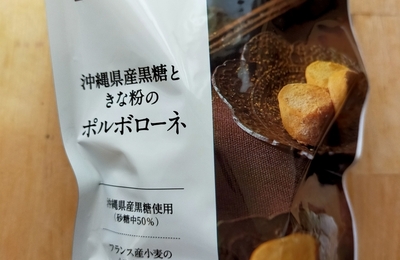 沖縄県産黒糖と
きな粉の
ポルボローネ
沖縄県産黒糖使用
(砂糖中50%)
フランス産小麦の